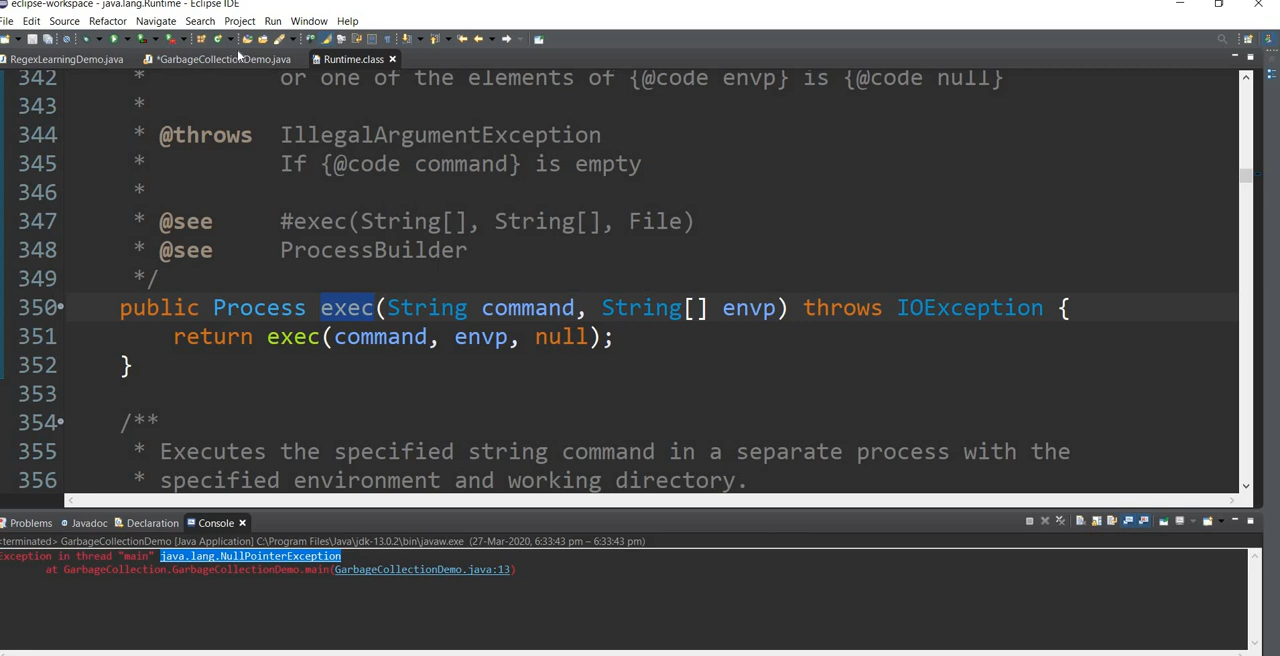 eclipse-workspace - java.lang.Runtime - Eclipse IDE
File Edit Source Refactor Navigate Search Project Run Window Help
RegexLearningDemo.java *GarbageCollectionDemo.java Runtime.class
342 * or one of the elements of {@code envp} is {@code null}
343 *
344 * @throws IllegalArgumentException
345 * If {@code command} is empty
346 *
347 * @see #exec(String[], String[], File)
348 * @see ProcessBuilder
349 */
350 public Process exec(String command, String[] envp) throws IOException {
351 return exec(command, envp, null);
352 }
353
354 /**
355 * Executes the specified string command in a separate process with the
356 * specified environment and working directory.
Problems Javadoc Declaration Console
<terminated> GarbageCollectionDemo [Java Application] C:\Program Files\Java\jdk-13.0.2\bin\javaw.exe (27-Mar-2020, 6:33:43 pm – 6:33:43 pm)
Exception in thread "main" java.lang.NullPointerException
at GarbageCollection.GarbageCollectionDemo.main(GarbageCollectionDemo.java:13)